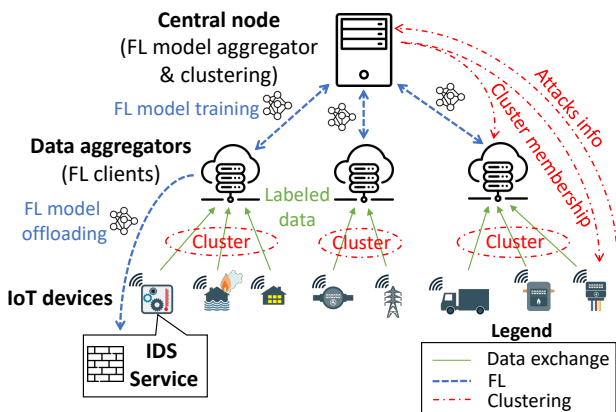 Central node
(FL model aggregator
& clustering)
FL model training
Attacks info
Cluster membership
Data aggregators
(FL clients)
Labeled
data
FL model
offloading
Cluster
Cluster
Cluster
IoT devices
IDS
Service
Legend
Data exchange
FL
Clustering